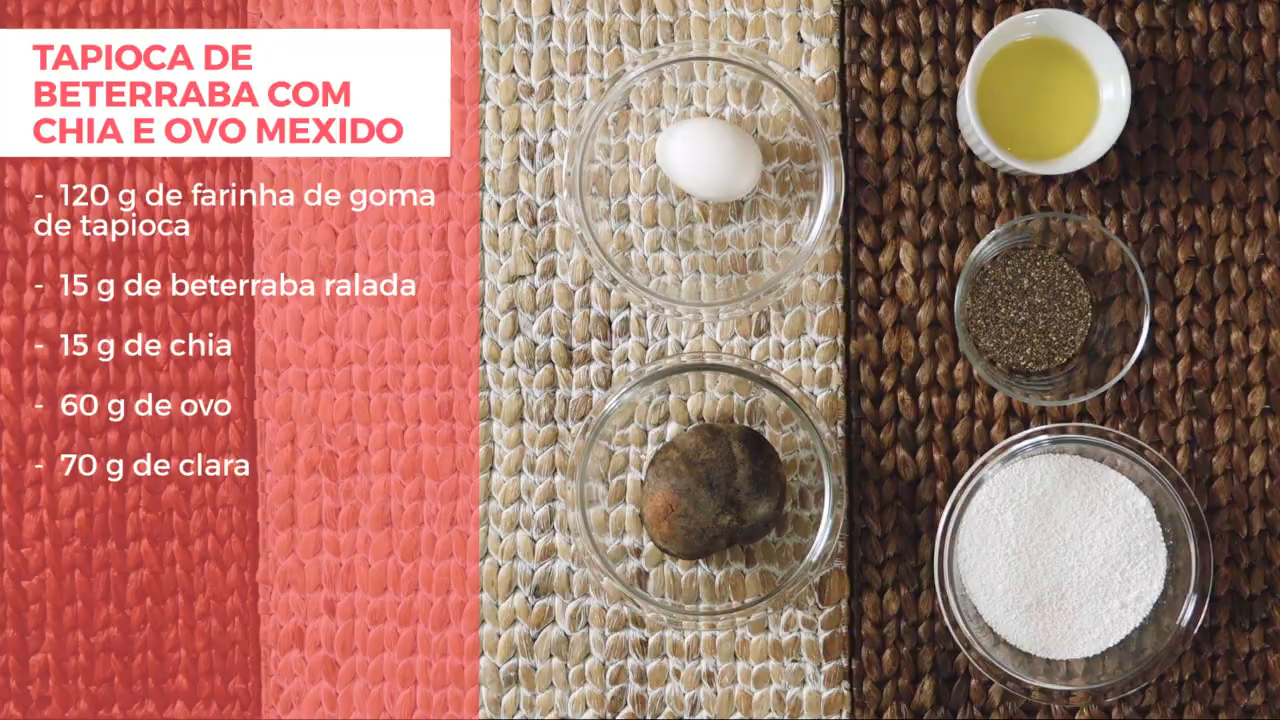 TAPIOCA DE
BETERRABA COM
CHIA E OVO MEXIDO
- 120 g de farinha de goma
de tapioca
- 15 g de beterraba ralada
- 15 g de chia
- 60 g de ovo
- 70 g de clara